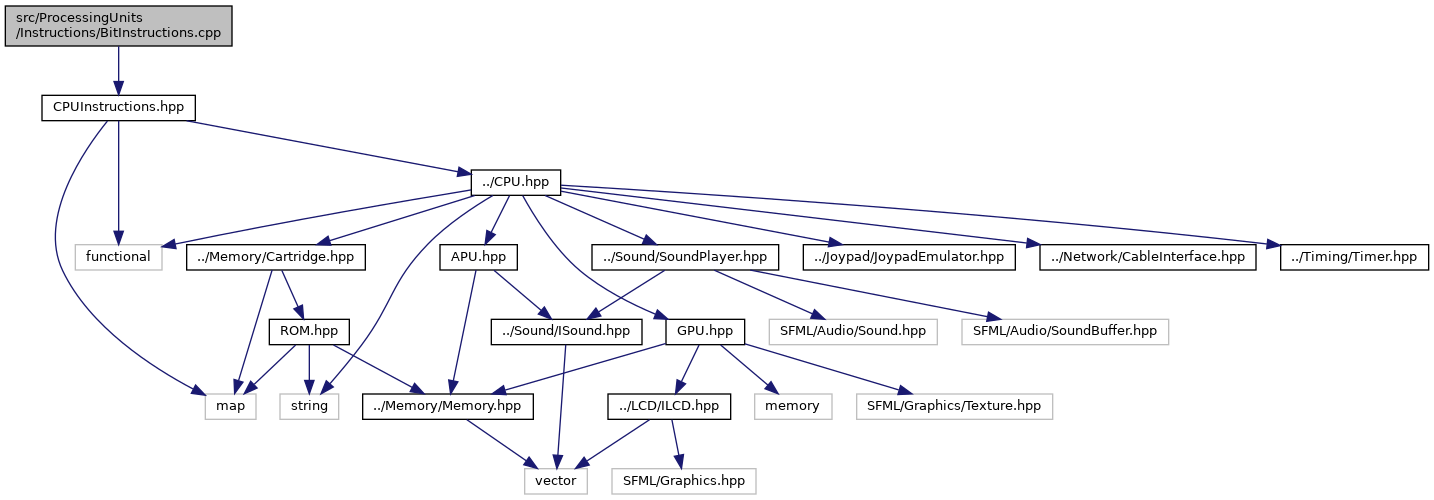 src/ProcessingUnits
/Instructions/BitInstructions.cpp
CPUInstructions.hpp
../CPU.hpp
functional
../Memory/Cartridge.hpp
APU.hpp
../Sound/SoundPlayer.hpp
../Joypad/JoypadEmulator.hpp
../Network/CableInterface.hpp
../Timing/Timer.hpp
ROM.hpp
../Sound/ISound.hpp
GPU.hpp
SFML/Audio/Sound.hpp
SFML/Audio/SoundBuffer.hpp
map
string
../Memory/Memory.hpp
../LCD/ILCD.hpp
memory
SFML/Graphics/Texture.hpp
vector
SFML/Graphics.hpp